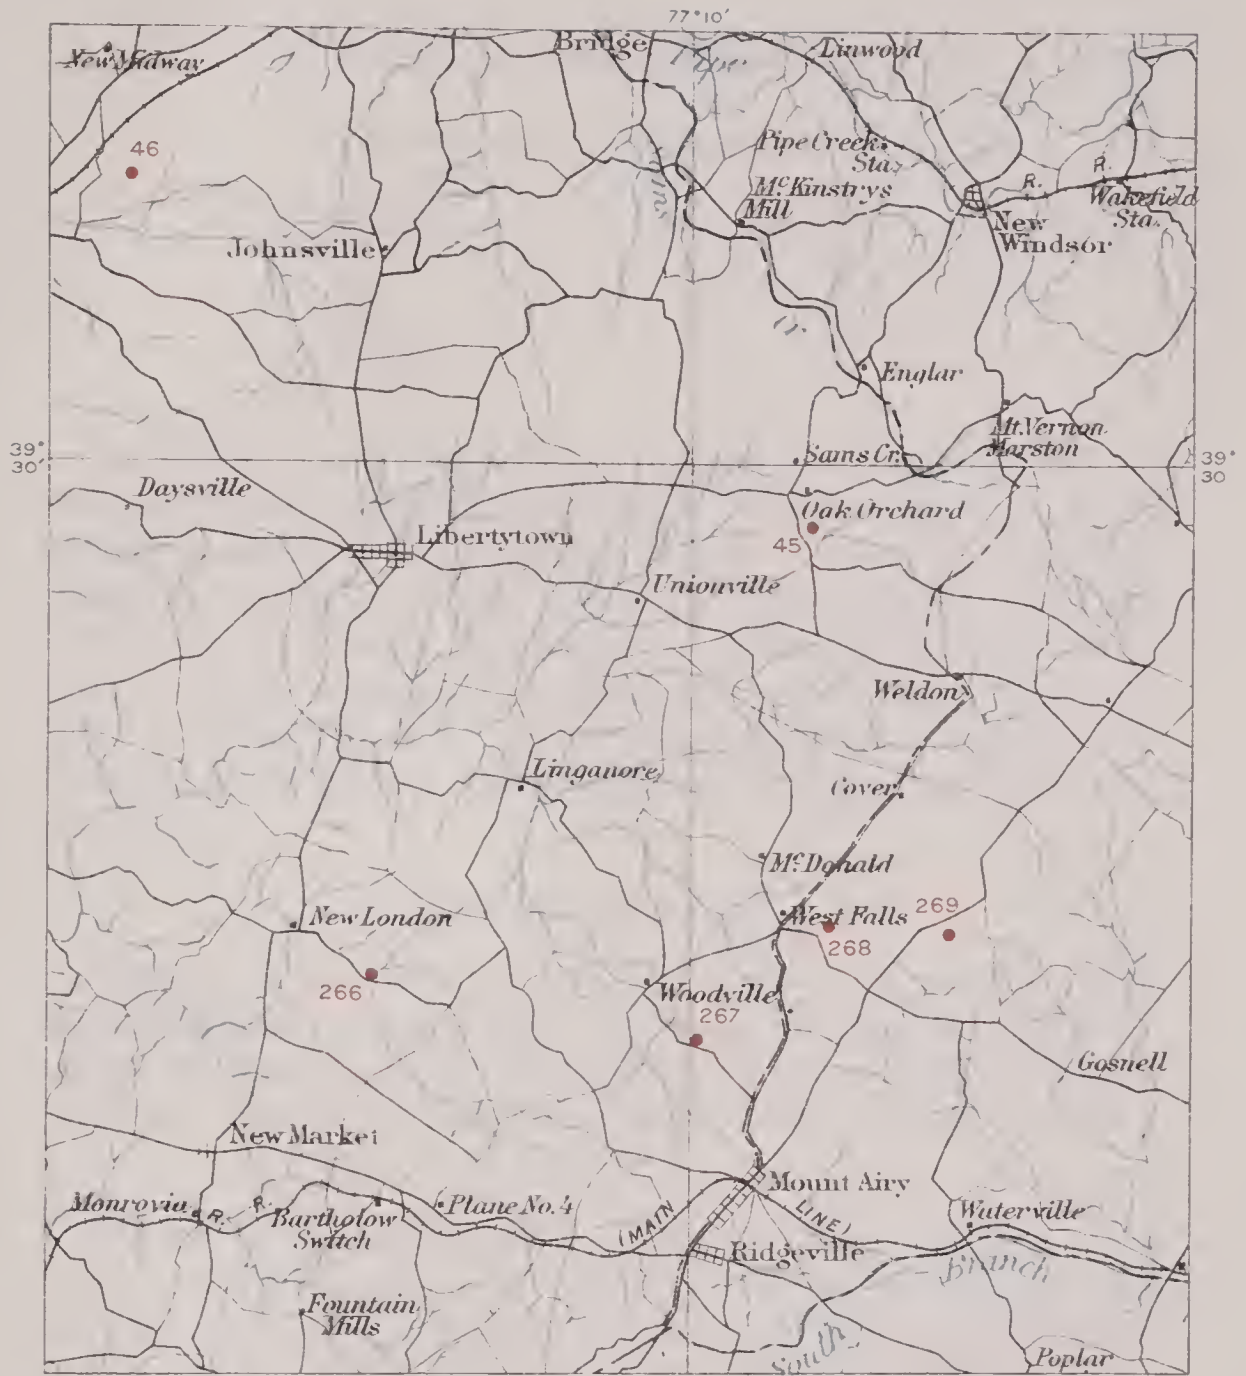 77°10'
New Midway
Bridge
Pipe
Linwood
46
Pipe Creek
Sta.
McKinstrys
Mill
R. R.
Wakefield
Sta.
Sams
Johnsville
New
Windsor
Cr.
Englar
Mt. Vernon
Marston
39°
30'
Sams Cr.
39°
30
Daysville
Oak Orchard
Libertytown
45
Unionville
Weldon
Linganore
Cover
McDonald
New London
West Falls
269
268
266
Woodville
267
Gosnell
New Market
Mount Airy
Monrovia
R. R.
Bartholow
Switch
Plane No. 4
(MAIN LINE)
Waterville
Ridgeville
Branch
Fountain
Mills
South
Poplar